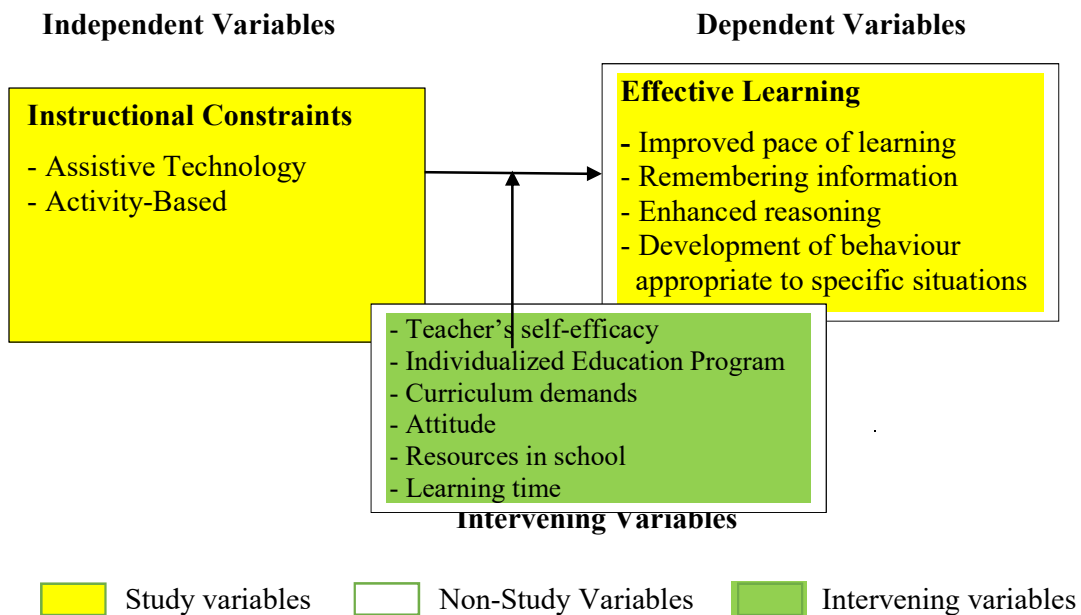 Independent Variables
Dependent Variables
Instructional Constraints
- Assistive Technology
- Activity-Based
Effective Learning
- Improved pace of learning
- Remembering information
- Enhanced reasoning
- Development of behaviour
appropriate to specific situations
- Teacher’s self-efficacy
- Individualized Education Program
- Curriculum demands
- Attitude
- Resources in school
- Learning time
.
Intervening Variables
Study variables
Non-Study Variables
Intervening variables